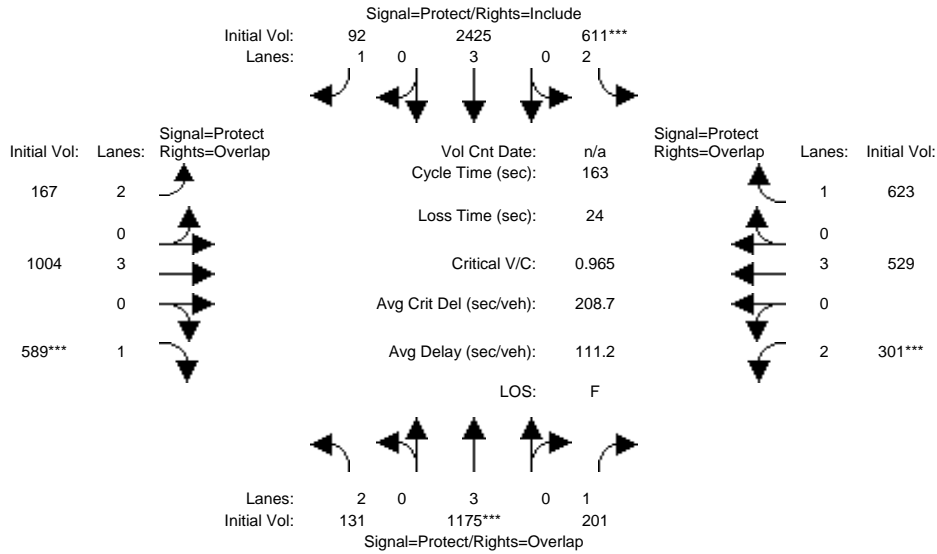 Signal=Protect/Rights=Include
Initial Vol: 92 2425 611***
Lanes: 1 0 3 0 2
Signal=Protect
Initial Vol: Lanes: Rights=Overlap
Vol Cnt Date: n/a
Signal=Protect
Rights=Overlap Lanes: Initial Vol:
Cycle Time (sec): 163
167 2
1 623
Loss Time (sec): 24
0
0
1004 3
Critical V/C: 0.965
3 529
0
Avg Crit Del (sec/veh): 208.7
0
589*** 1
Avg Delay (sec/veh): 111.2
2 301***
LOS: F
Lanes: 2 0 3 0 1
Initial Vol: 131 1175*** 201
Signal=Protect/Rights=Overlap